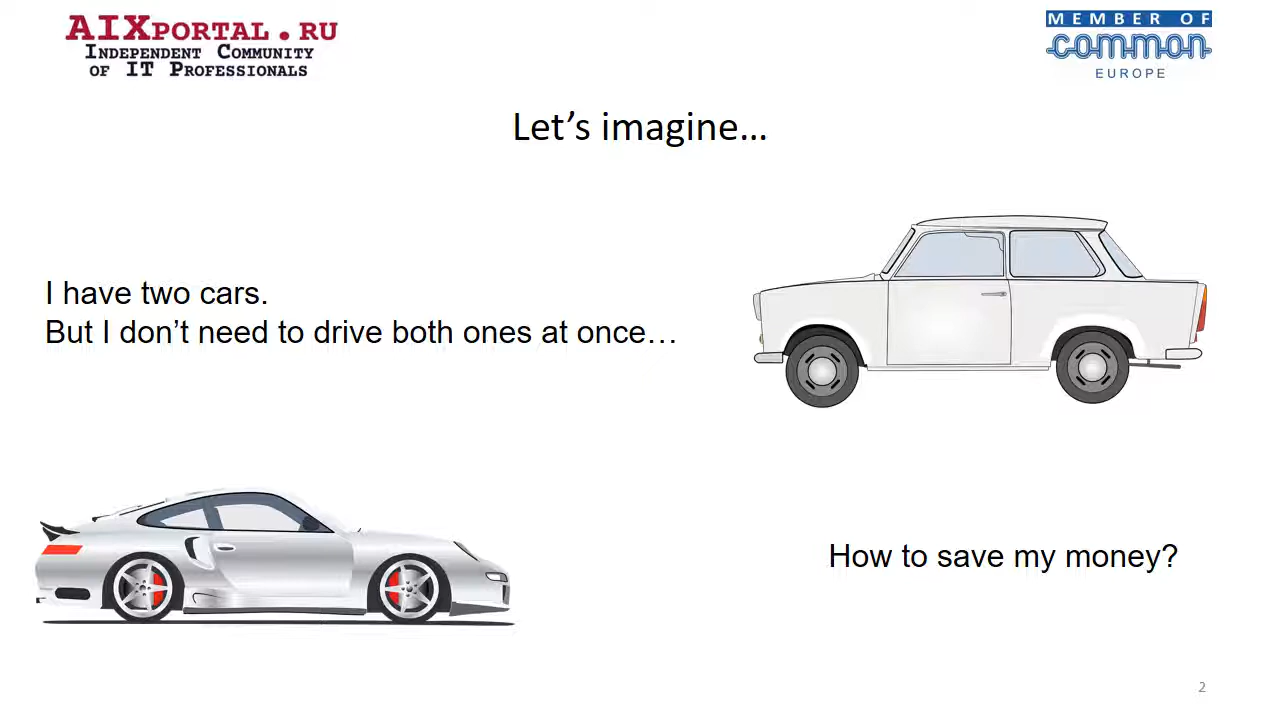 AIXPORTAL.RU
INDEPENDENT COMMUNITY
OF IT PROFESSIONALS
MEMBER OF
common
EUROPE
Let’s imagine…
I have two cars.
But I don’t need to drive both ones at once…
How to save my money?
2